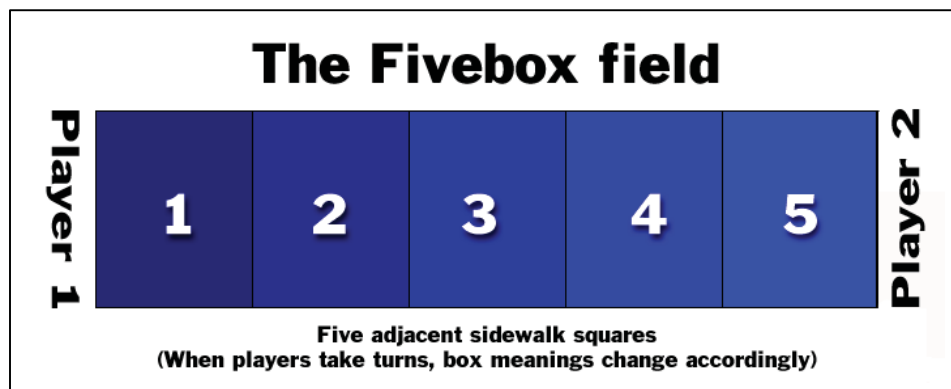 The Fivebox field
Player 1
1
2
3
4
5
Player 2
Five adjacent sidewalk squares
(When players take turns, box meanings change accordingly)